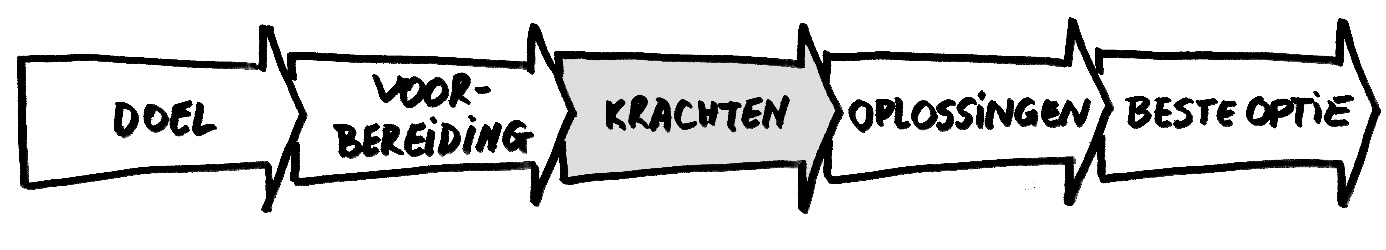 DOEL
VOOR-
BEREIDING
KRACHTEN
OPLOSSINGEN
BESTE OPTIE